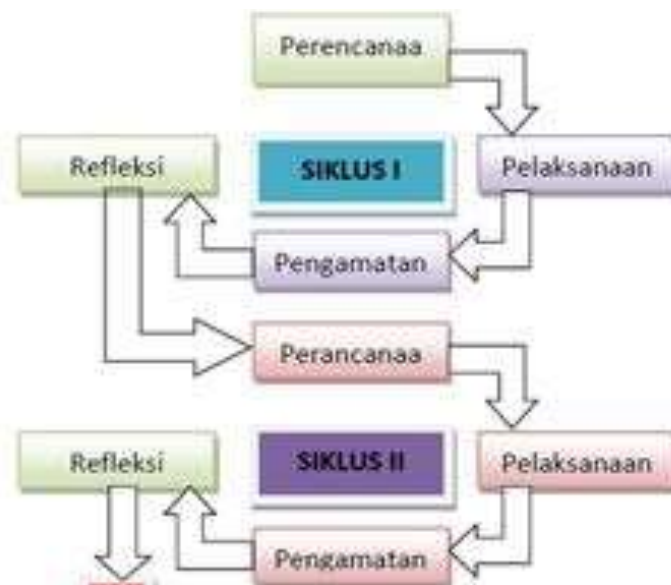 Perencanaa
Refleksi
SIKLUS I
Pelaksanaan
Pengamatan
Perancanaa
Refleksi
SIKLUS II
Pelaksanaan
Pengamatan